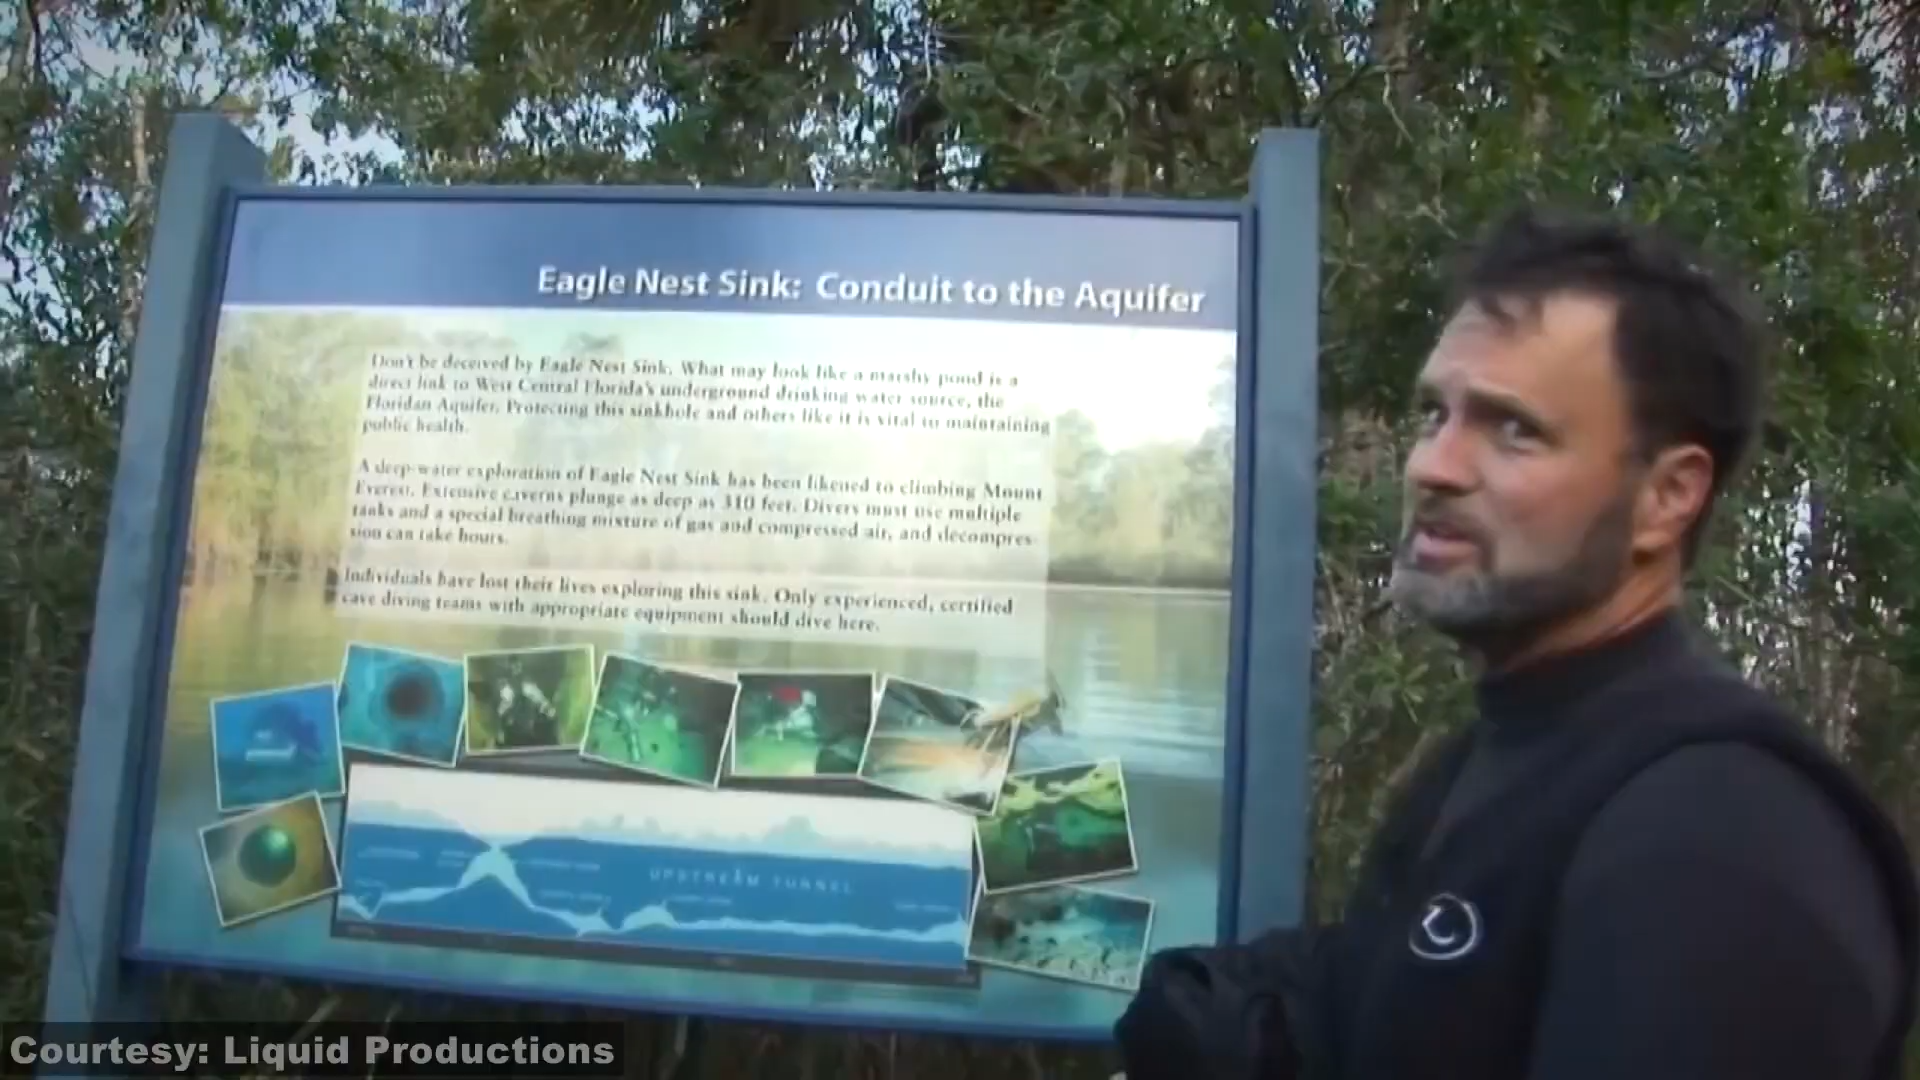 Eagle Nest Sink: Conduit to the Aquifer
Don't be deceived by Eagle Nest Sink. What may look like a marshy pond is a
direct link to West Central Florida's underground drinking water source, the
Floridan Aquifer. Protecting this sinkhole and others like it is vital to maintaining
public health.
A deep-water exploration of Eagle Nest Sink has been likened to climbing Mount
Everest. Extensive caverns plunge as deep as 310 feet. Divers must use multiple
tanks and a special breathing mixture of gas and compressed air, and decompres-
sion can take hours.
Individuals have lost their lives exploring this sink. Only experienced, certified
cave diving teams with appropriate equipment should dive here.
UPSTREAM TUNNEL
Courtesy: Liquid Productions